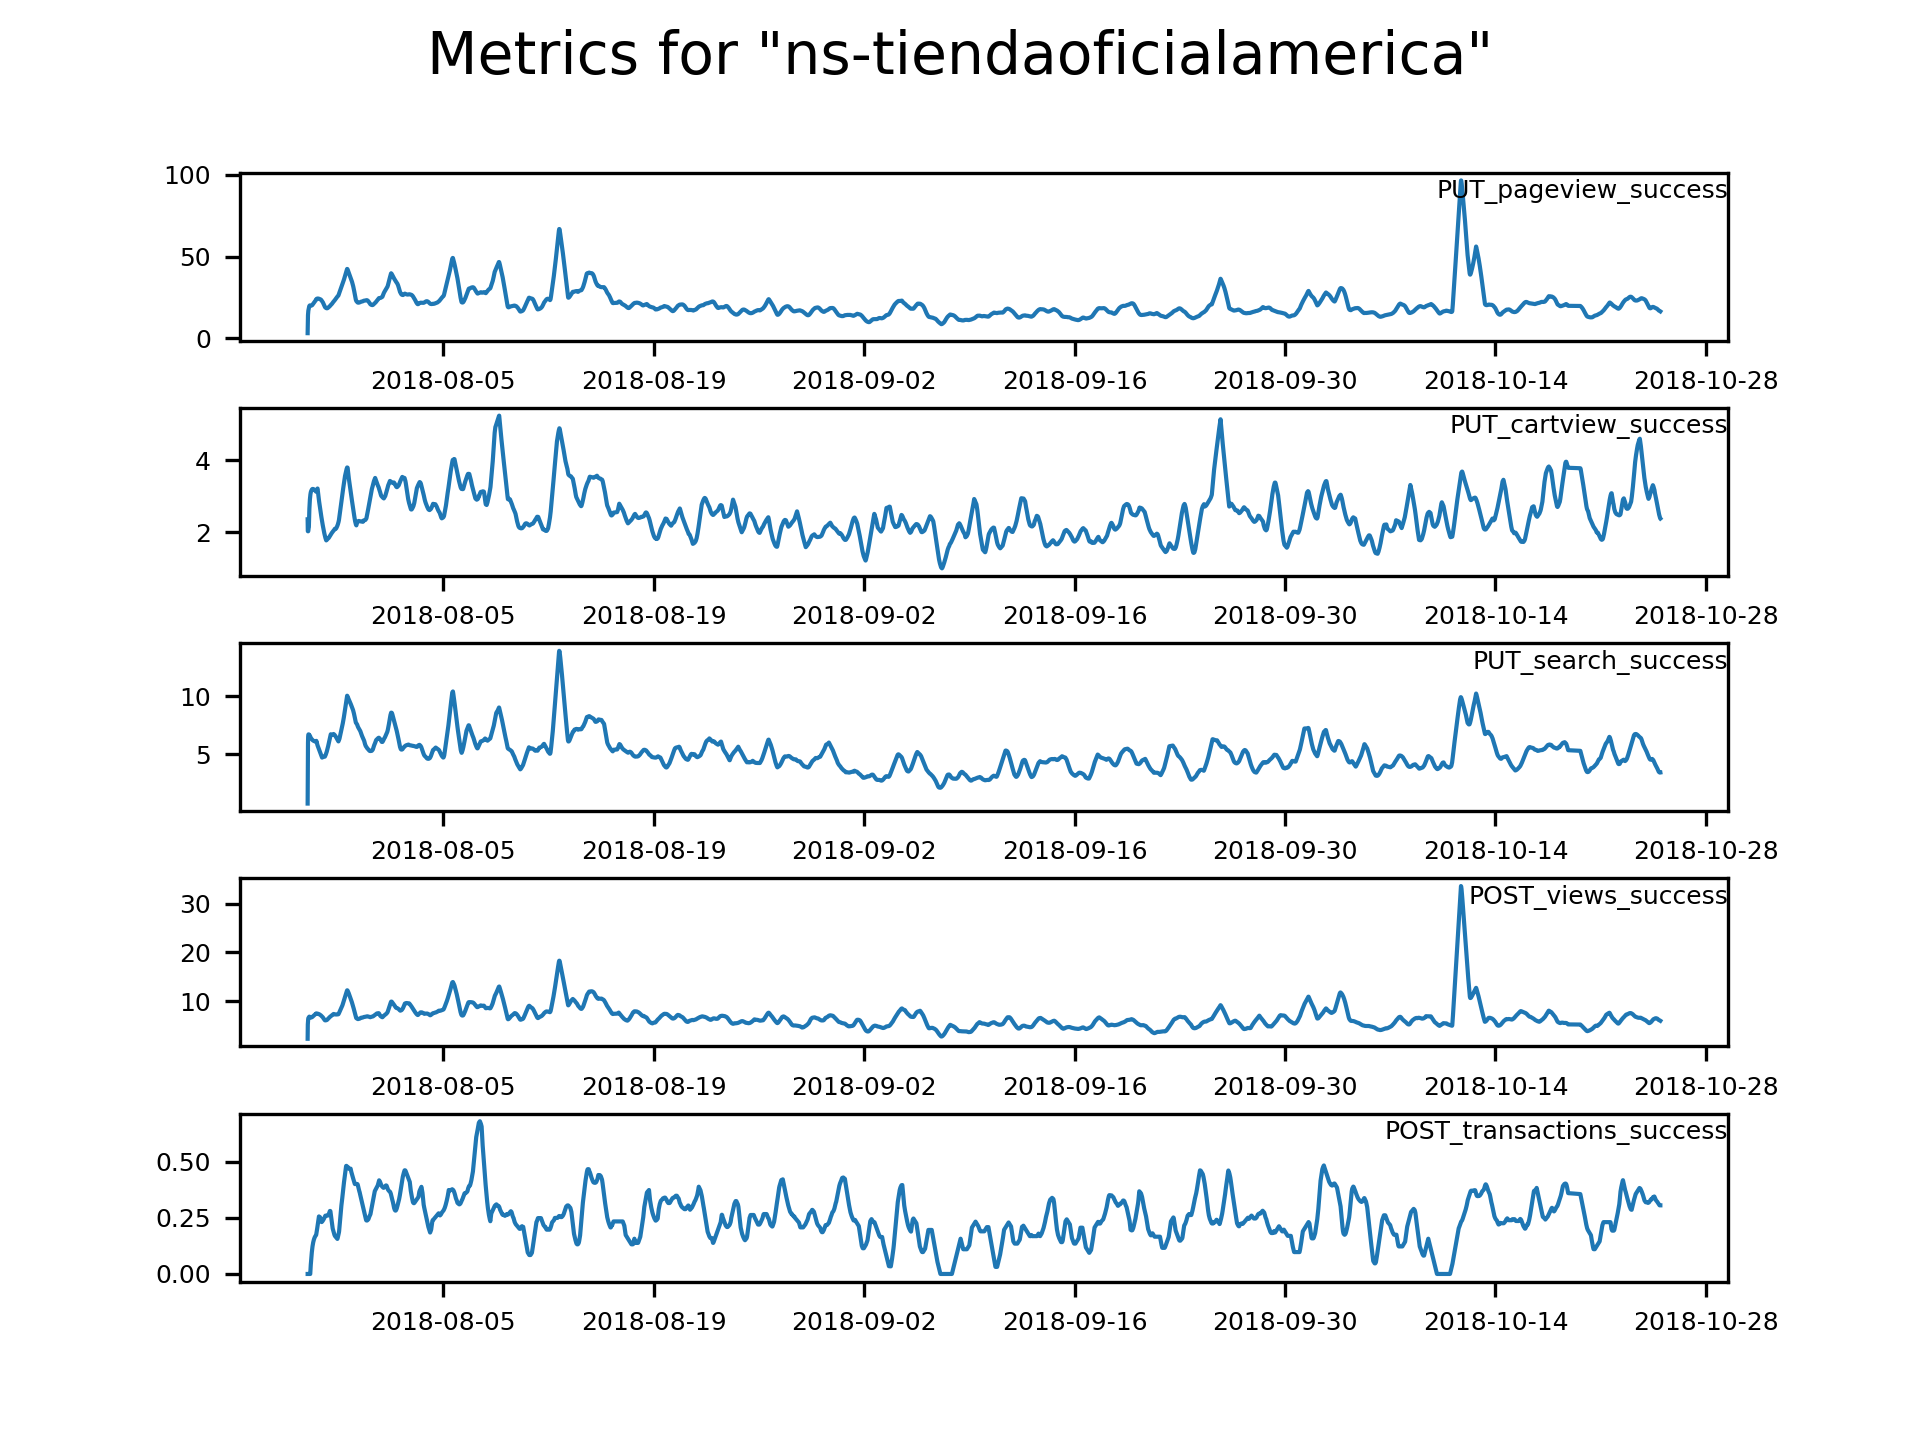 Metrics for "ns-tiendaoficialamerica"
100
50
0
PUT_pageview_success
2018-08-05 2018-08-19 2018-09-02 2018-09-16 2018-09-30 2018-10-14 2018-10-28
4
2
PUT_cartview_success
2018-08-05 2018-08-19 2018-09-02 2018-09-16 2018-09-30 2018-10-14 2018-10-28
10
5
PUT_search_success
2018-08-05 2018-08-19 2018-09-02 2018-09-16 2018-09-30 2018-10-14 2018-10-28
30
20
10
POST_views_success
2018-08-05 2018-08-19 2018-09-02 2018-09-16 2018-09-30 2018-10-14 2018-10-28
0.50
0.25
0.00
POST_transactions_success
2018-08-05 2018-08-19 2018-09-02 2018-09-16 2018-09-30 2018-10-14 2018-10-28